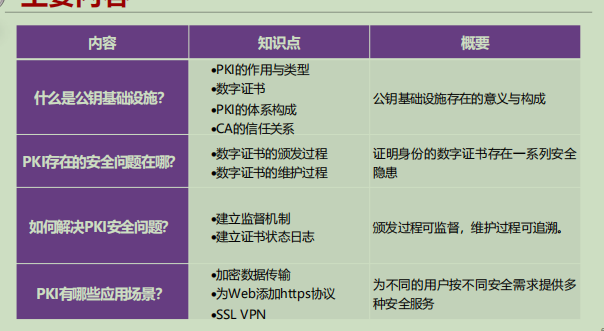 主要内容
内容 知识点 概要
什么是公钥基础设施?
•PKI的作用与类型
•数字证书
•PKI的体系构成
•CA的信任关系
公钥基础设施存在的意义与构成
PKI存在的安全问题在哪?
•数字证书的颁发过程
•数字证书的维护过程
证明身份的数字证书存在一系列安全
隐患
如何解决PKI安全问题?
•建立监督机制
•建立证书状态日志
颁发过程可监督，维护过程可追溯。
PKI有哪些应用场景?
•加密数据传输
•为Web添加https协议
•SSL VPN
为不同的用户按不同安全需求提供多
种安全服务